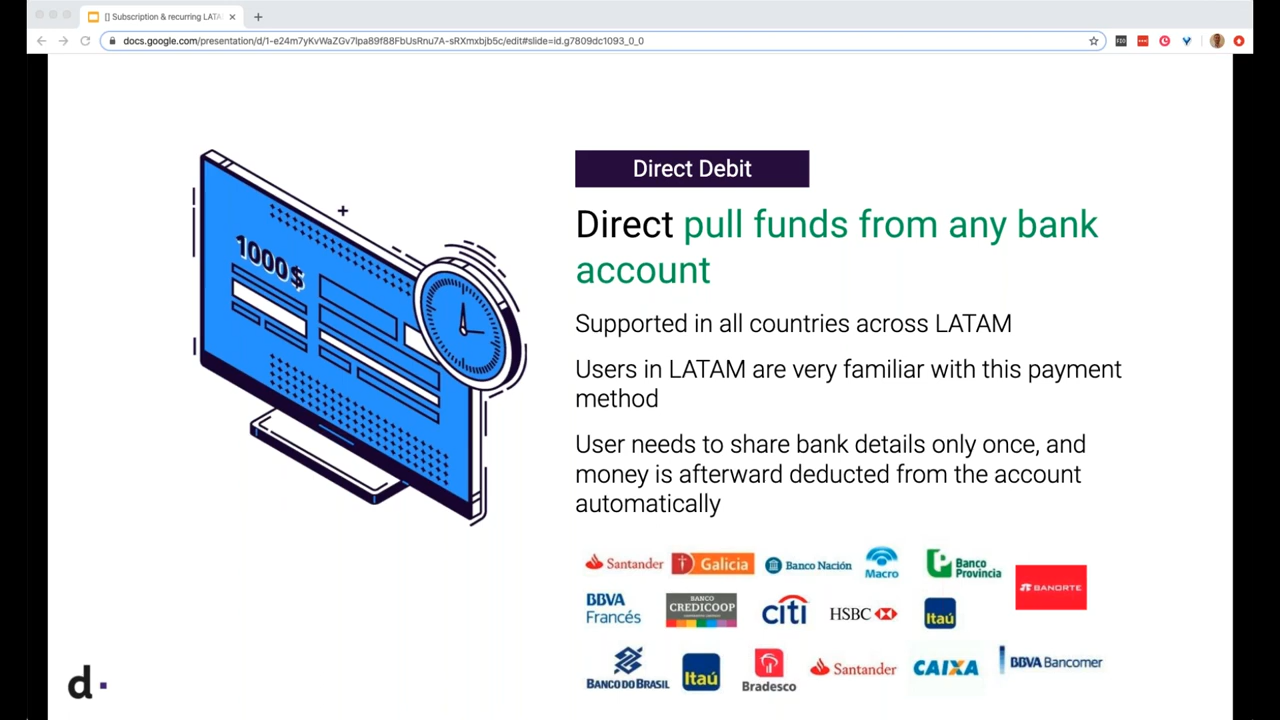 [] Subscription & recurring LATA
docs.google.com/presentation/d/1-e24m7yKvWaZGv7lpa89f88FbUsRnu7A-sRXmxbjb5c/edit#slide=id.g7809dc1093_0_0
Direct Debit
Direct pull funds from any bank
account
1000$
Supported in all countries across LATAM
Users in LATAM are very familiar with this payment
method
User needs to share bank details only once, and
money is afterward deducted from the account
automatically
Santander Galicia Banco Nación Macro Banco Provincia BANORTE
BBVA Francés BANCO CREDICOOP citi HSBC Itaú
BANCO DO BRASIL Itaú Bradesco Santander CAIXA BBVA Bancomer
d.